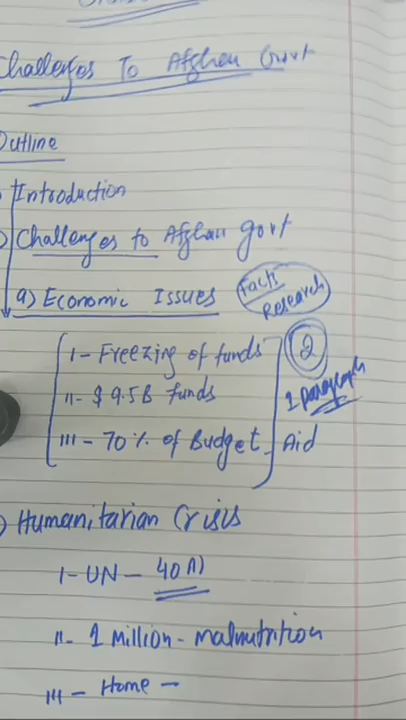 Challenges To Afghan Govt
Outline
Introduction
Challenges to Afghan govt
a) Economic Issues
Facts
Research
I- Freezing of funds
II- $ 9.5B funds
III- 70% of Budget - Aid
2
1 Paragraph
Humanitarian Crisis
I- UN -
II- 1 Million - malnutrition
III - Home -